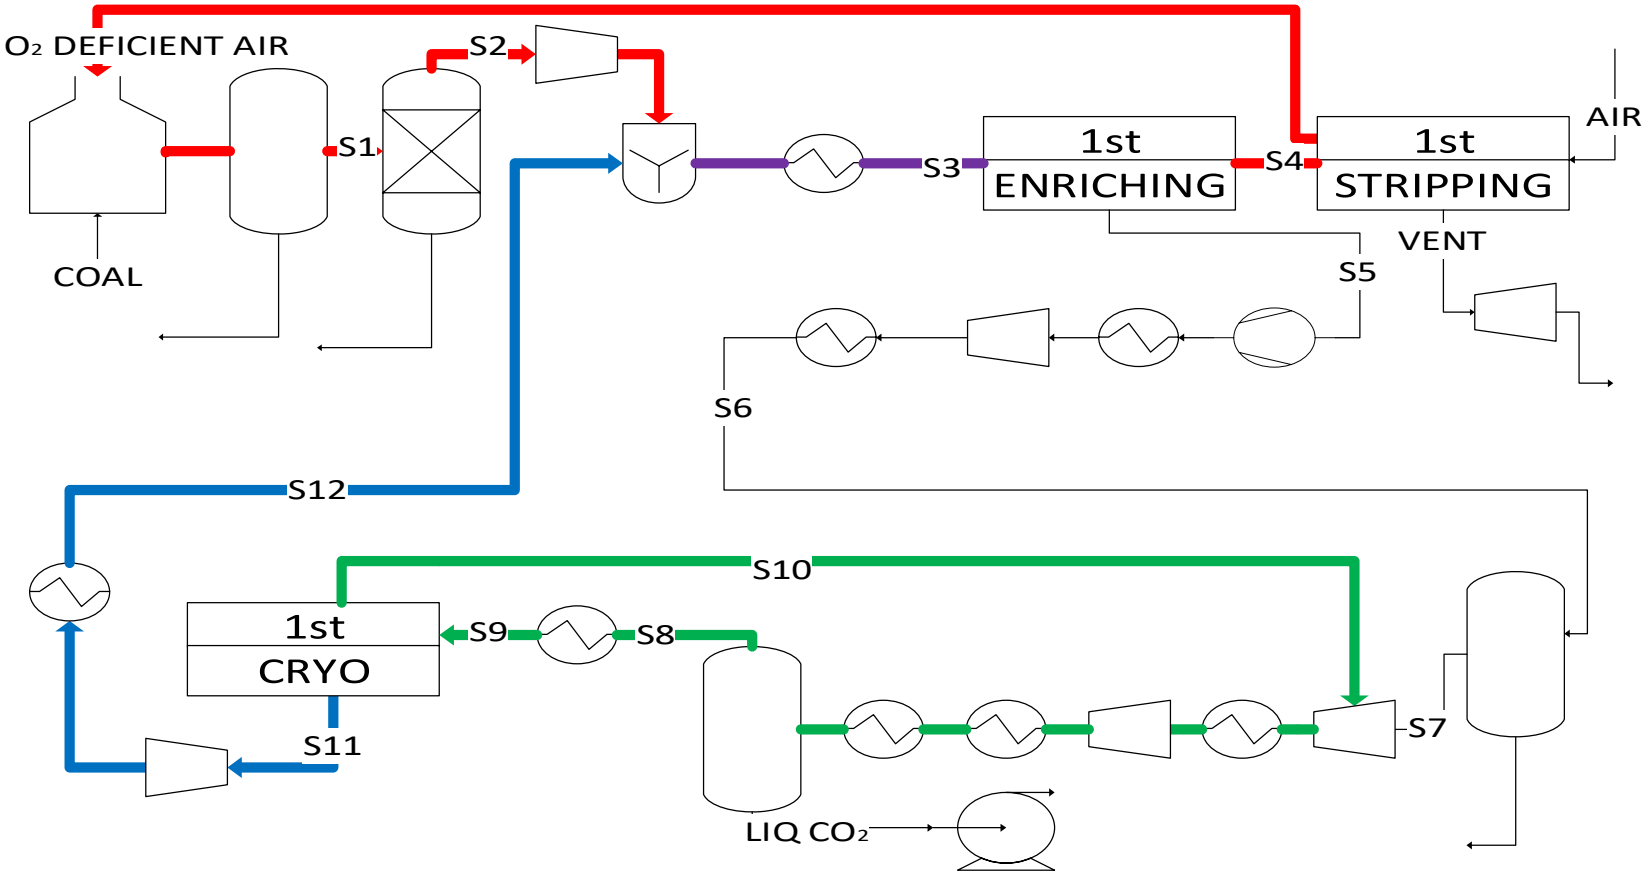 O₂ DEFICIENT AIR
S2
AIR
S1
1st
ENRICHING
1st
STRIPPING
S3
S4
COAL
VENT
S5
S6
S12
S10
1st
CRYO
S9
S8
S11
S7
LIQ CO₂